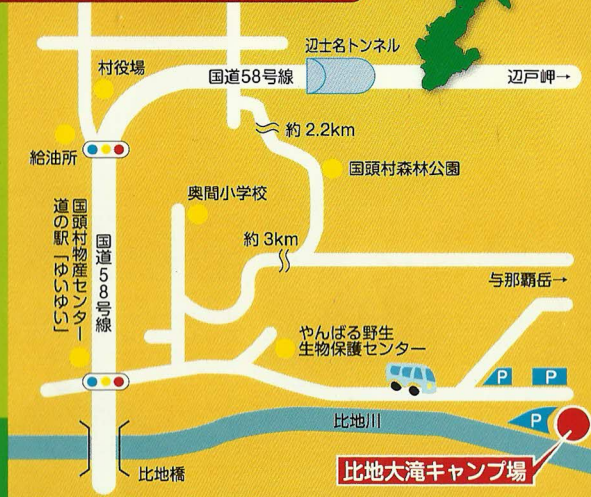 辺士名トンネル
村役場
国道58号線
辺戸岬→
約2.2km
給油所
国頭村森林公園
奥間小学校
約3km
国頭村物産センター
道の駅「ゆいゆい」
国道58号線
与那覇岳→
やんばる野生
生物保護センター
P
P
P
比地川
比地橋
比地大滝キャンプ場